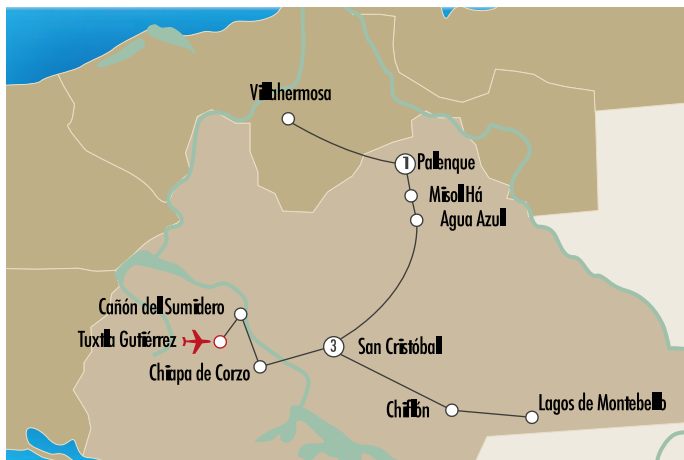 Villahermosa
1
Palenque
Misol Há
Agua Azul
Cañón del Sumidero
Tuxtla Gutiérrez
Chiapa de Corzo
3
San Cristóbal
Chiflón
Lagos de Montebello